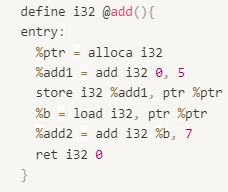 define i32 @add(){
entry:
  %ptr = alloca i32
  %add1 = add i32 0, 5
  store i32 %add1, ptr %ptr
  %b = load i32, ptr %ptr
  %add2 = add i32 %b, 7
  ret i32 0
}